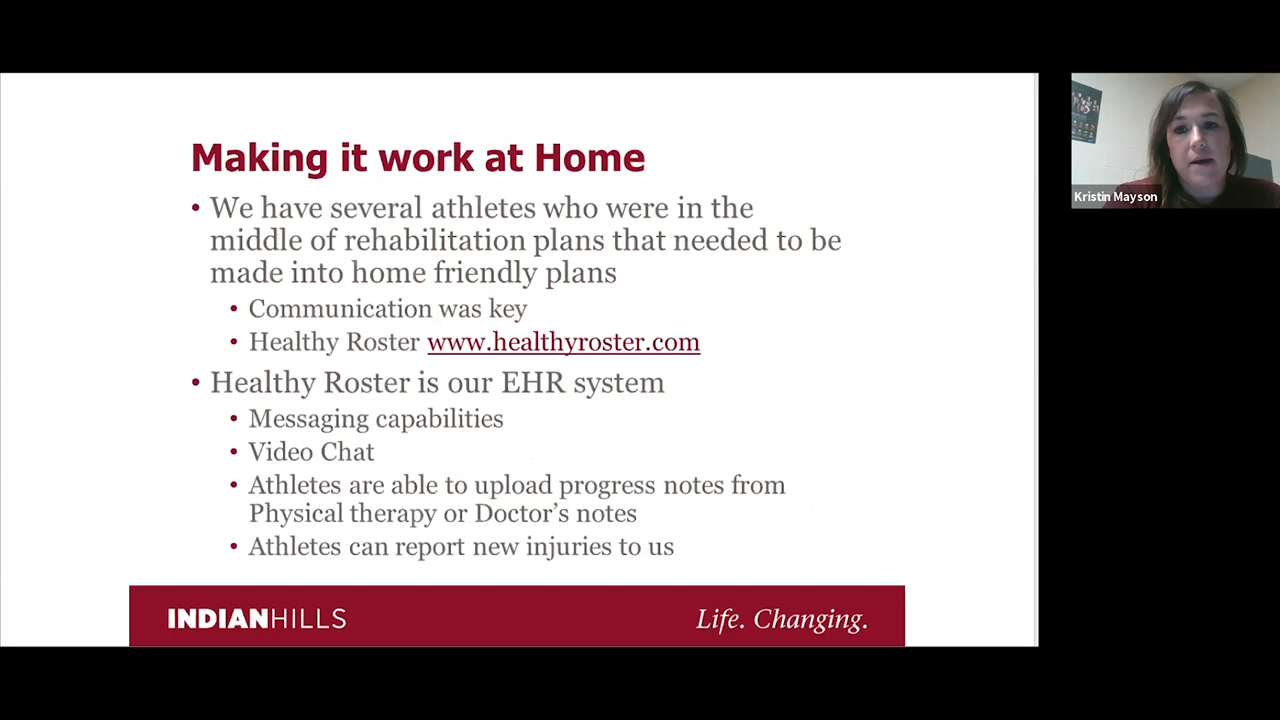 Making it work at Home
• We have several athletes who were in the
middle of rehabilitation plans that needed to be
made into home friendly plans
• Communication was key
• Healthy Roster www.healthyroster.com
• Healthy Roster is our EHR system
• Messaging capabilities
• Video Chat
• Athletes are able to upload progress notes from
Physical therapy or Doctor’s notes
• Athletes can report new injuries to us
INDIANHILLS
Life. Changing.
Kristin Mayson